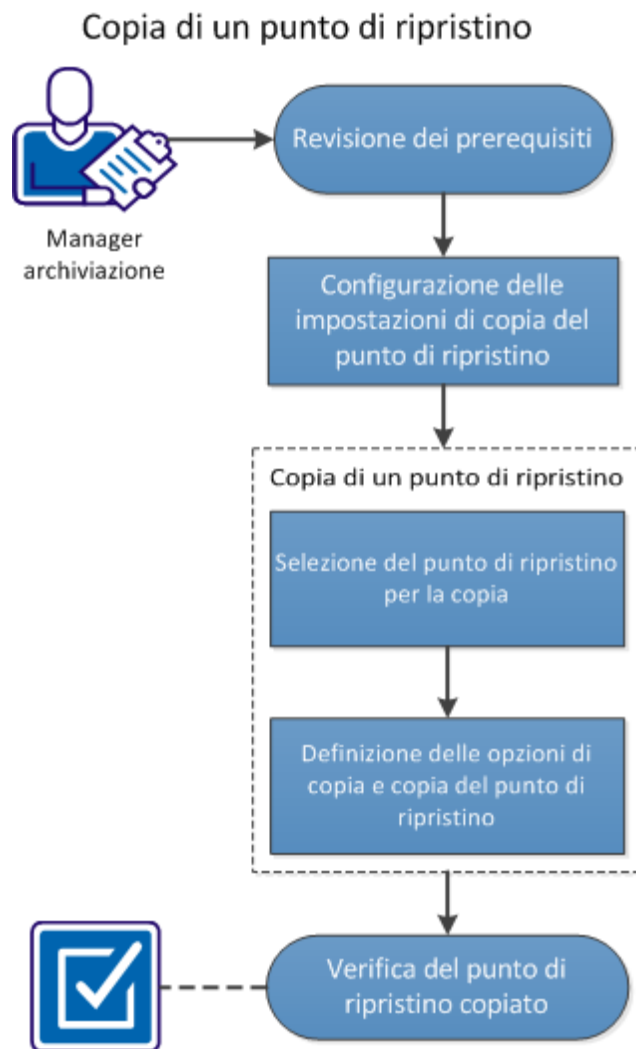 Copia di un punto di ripristino
Revisione dei prerequisiti
Manager
archiviazione
Configurazione delle
impostazioni di copia del
punto di ripristino
Copia di un punto di ripristino
Selezione del punto di ripristino
per la copia
Definizione delle opzioni di
copia e copia del punto di
ripristino
Verifica del punto di
ripristino copiato